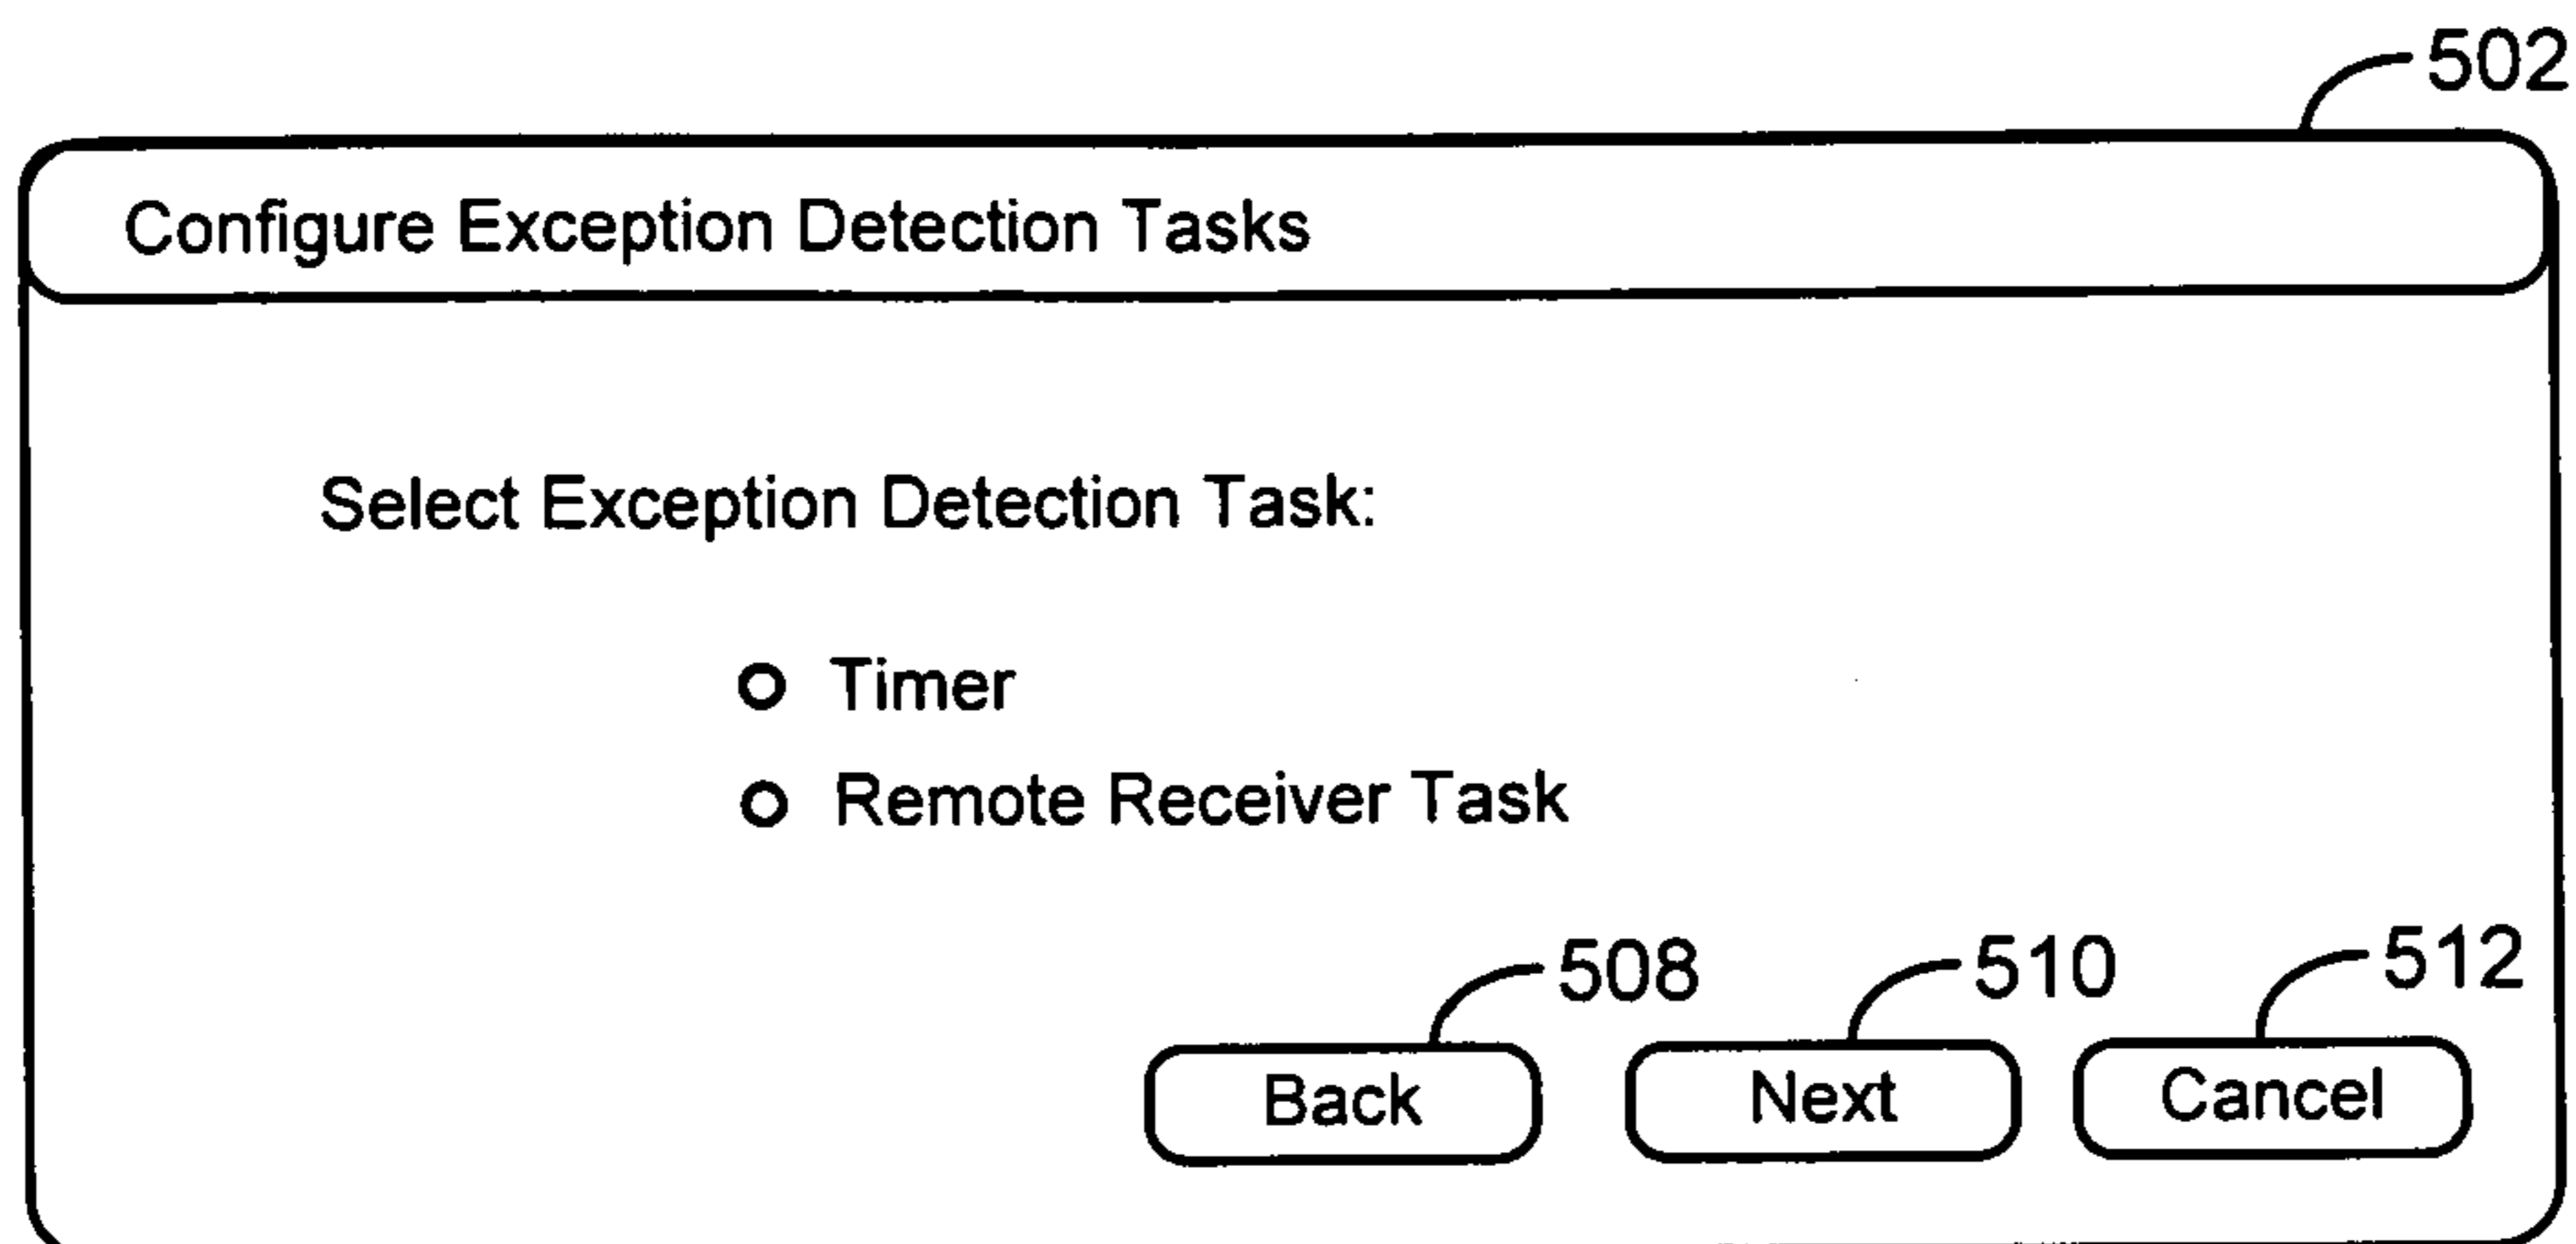 502
Configure Exception Detection Tasks
Select Exception Detection Task:
Timer
Remote Receiver Task
508 510 512
Back Next Cancel